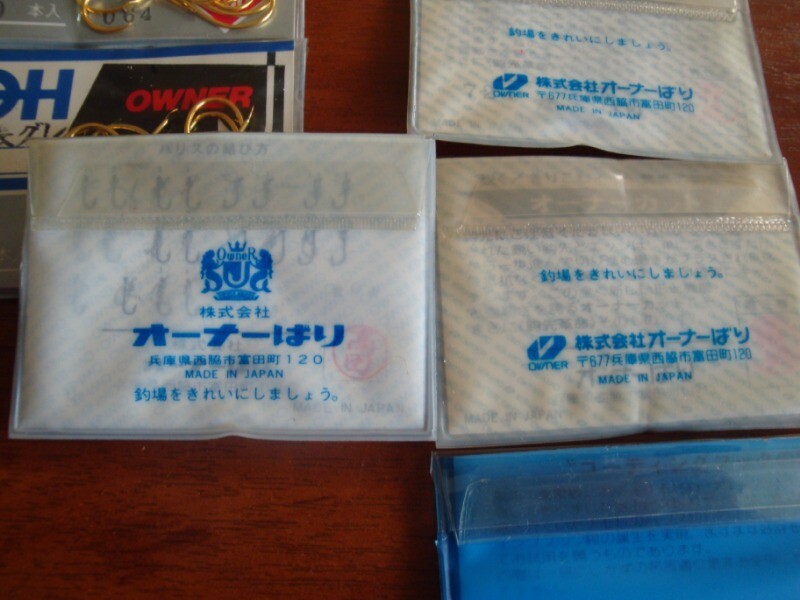 本入
084
OWNER
ハリスの結び方
釣場をきれいにしましょう。
OWNER
株式会社オーナーばり
〒677兵庫県西脇市富田町120
MADE IN JAPAN
OwneR
株式会社
オーナーばり
兵庫県西脇市富田町120
MADE IN JAPAN
釣場をきれいにしましょう。
釣場をきれいにしましょう。
OWNER
株式会社オーナーばり
〒677兵庫県西脇市富田町120
MADE IN JAPAN